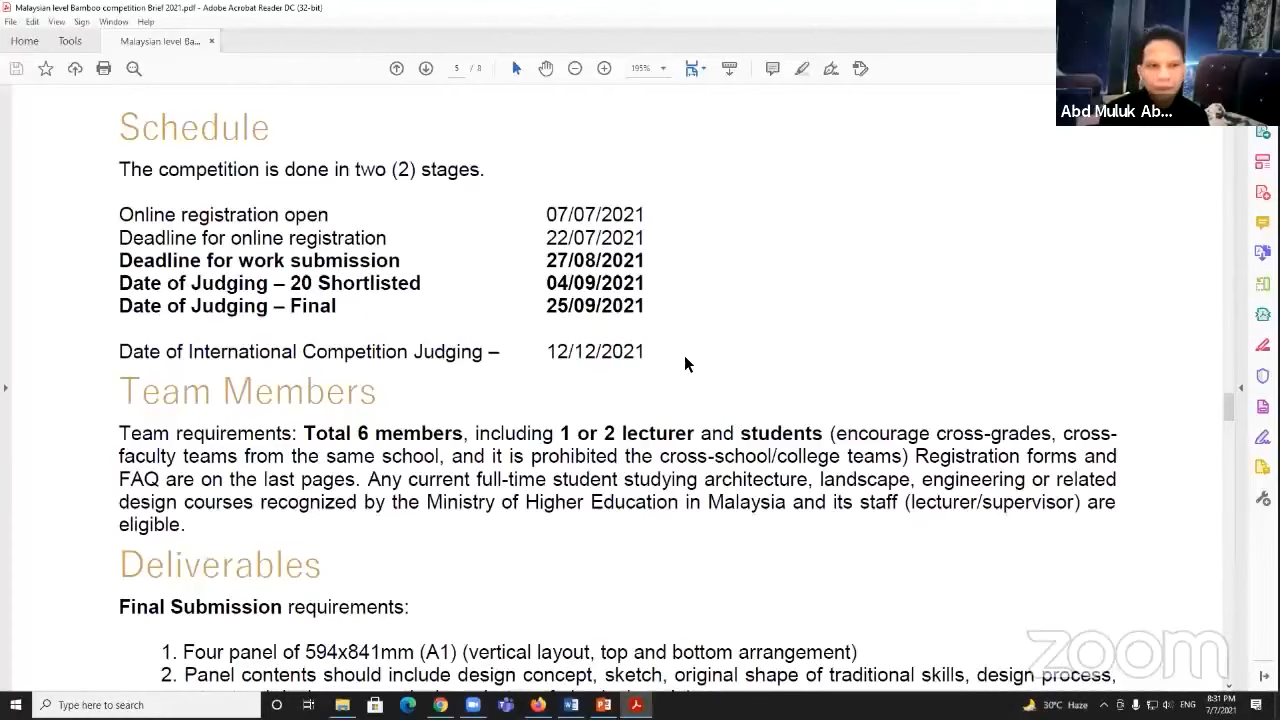 Malaysian level Bamboo competition Brief 2021.pdf - Adobe Acrobat Reader DC (32-bit)
File Edit View Sign Window Help
Home Tools Malaysian level Ba... ×
5 / 8 195%
Abd Muluk Ab...
Schedule
The competition is done in two (2) stages.
Online registration open 07/07/2021
Deadline for online registration 22/07/2021
Deadline for work submission 27/08/2021
Date of Judging – 20 Shortlisted 04/09/2021
Date of Judging – Final 25/09/2021
Date of International Competition Judging – 12/12/2021
Team Members
Team requirements: Total 6 members, including 1 or 2 lecturer and students (encourage cross-grades, cross-
faculty teams from the same school, and it is prohibited the cross-school/college teams) Registration forms and
FAQ are on the last pages. Any current full-time student studying architecture, landscape, engineering or related
design courses recognized by the Ministry of Higher Education in Malaysia and its staff (lecturer/supervisor) are
eligible.
Deliverables
Final Submission requirements:
1. Four panel of 594x841mm (A1) (vertical layout, top and bottom arrangement)
2. Panel contents should include design concept, sketch, original shape of traditional skills, design process,
zoom
Type here to search
30°C Haze
ENG
8:31 PM
7/7/2021